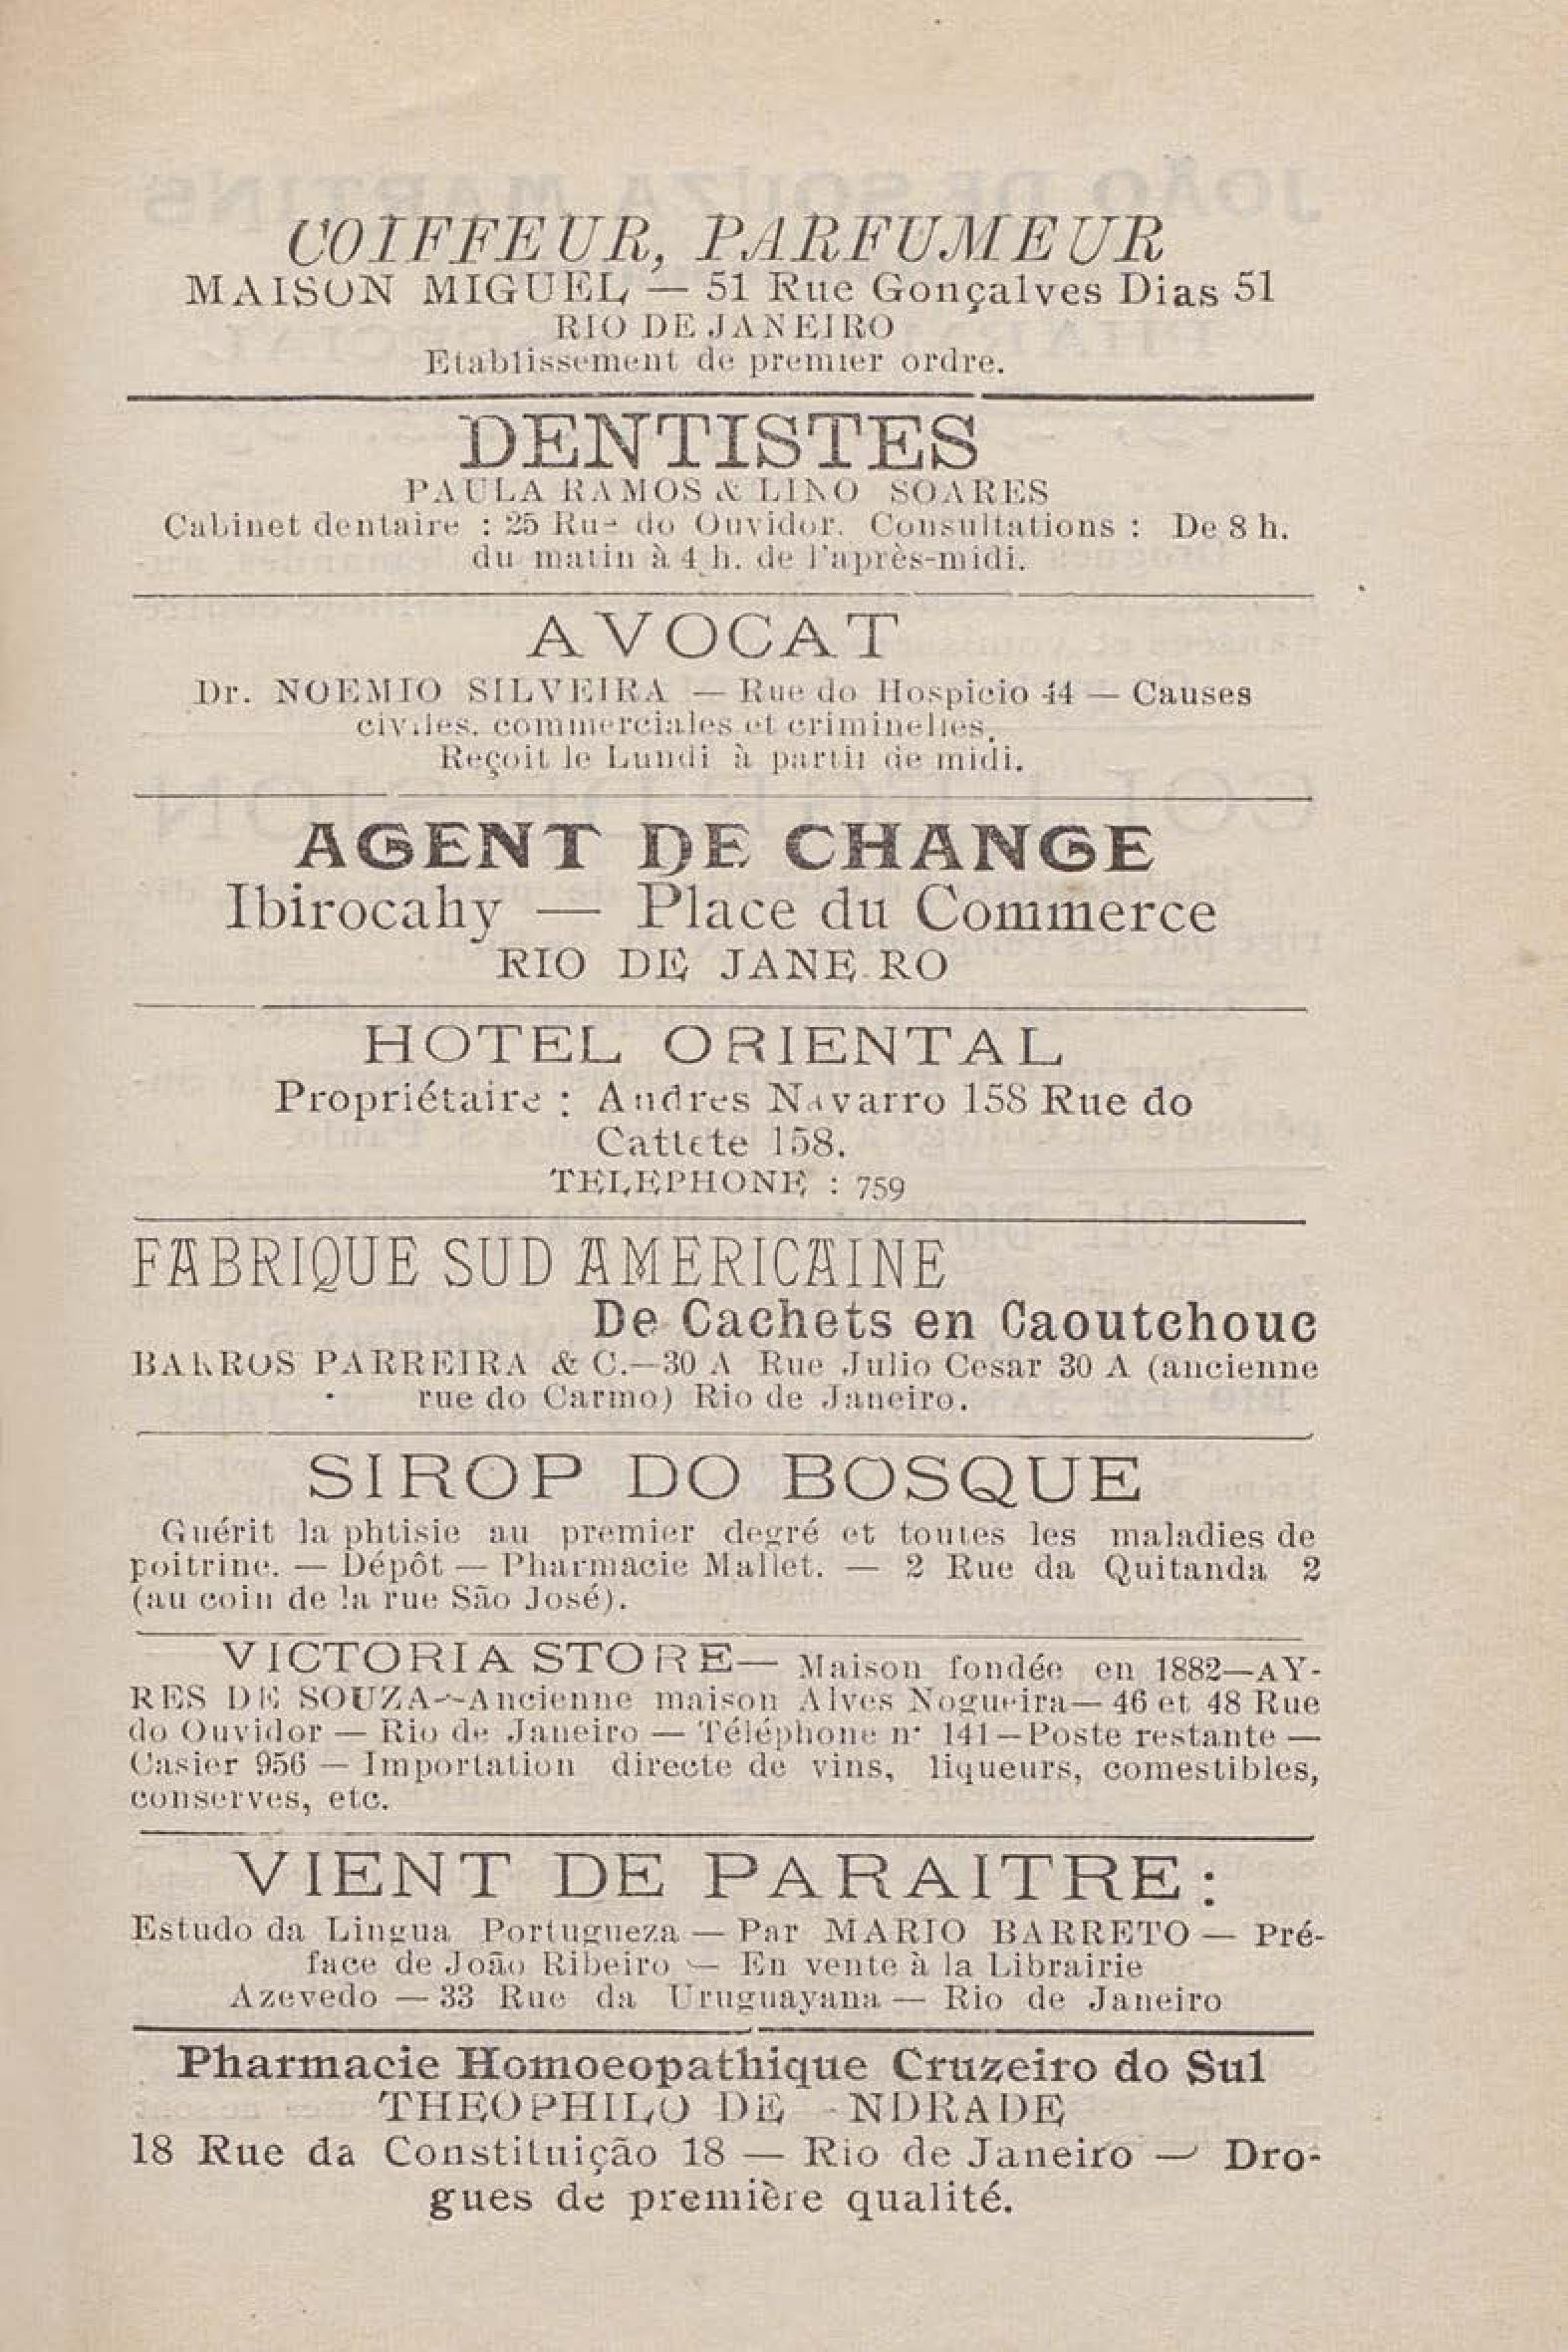 COIFFEUR, PARFUMEUR
MAISON MIGUEL — 51 Rue Gonçalves Dias 51
RIO DE JANEIRO
Etablissement de premier ordre.
DENTISTES
PAULA RAMOS & LINO SOARES
Cabinet dentaire : 25 Rue do Ouvidor. Consultations : De 8 h.
du matin à 4 h. de l'après-midi.
AVOCAT
Dr. NOEMIO SILVEIRA — Rue do Hospicio 44 — Causes
civiles, commerciales et criminelles.
Reçoit le Lundi à partir de midi.
AGENT DE CHANGE
Ibirocahy — Place du Commerce
RIO DE JANE RO
HOTEL ORIENTAL
Propriétaire : Andres Navarro 158 Rue do
Cattete 158.
TELEPHONE : 759
FABRIQUE SUD AMERICAINE
De Cachets en Caoutchouc
BARROS PARREIRA & C.—30 A Rue Julio Cesar 30 A (ancienne
rue do Carmo) Rio de Janeiro.
SIROP DO BOSQUE
Guérit la phtisie au premier degré et toutes les maladies de
poitrine. — Dépôt — Pharmacie Mallet. — 2 Rue da Quitanda 2
(au coin de la rue São José).
VICTORIA STORE— Maison fondée en 1882—AY-
RES DE SOUZA—Ancienne maison Alves Nogueira— 46 et 48 Rue
do Ouvidor — Rio de Janeiro — Téléphone n· 141—Poste restante —
Casier 956 — Importation directe de vins, liqueurs, comestibles,
conserves, etc.
VIENT DE PARAITRE:
Estudo da Lingua Portugueza — Par MARIO BARRETO — Pré-
face de João Ribeiro — En vente à la Librairie
Azevedo — 33 Rue da Uruguayana — Rio de Janeiro
Pharmacie Homoeopathique Cruzeiro do Sul
THEOPHILO DE NDRADE
18 Rue da Constituição 18 — Rio de Janeiro — Dro-
gues de première qualité.